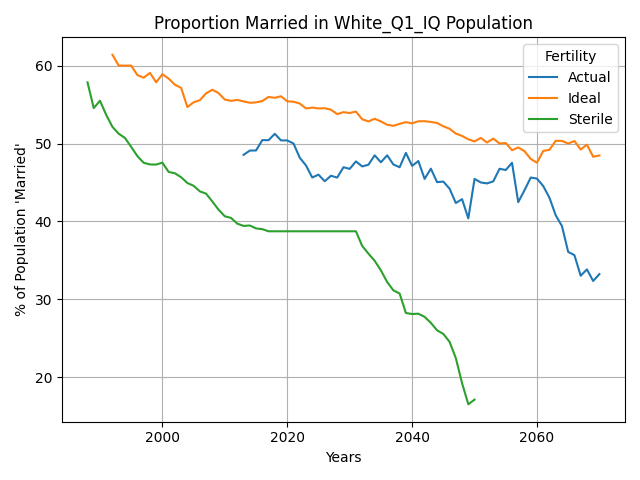 Proportion Married in White_Q1_IQ Population
% of Population 'Married'
60
50
40
30
20
2000
2020
2040
2060
Years
Fertility
Actual
Ideal
Sterile